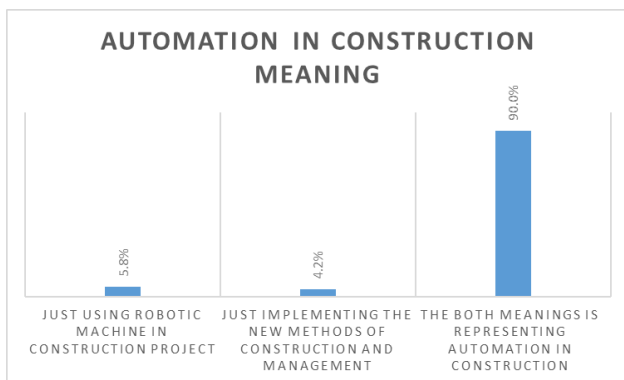 AUTOMATION IN CONSTRUCTION
MEANING
5.8%
4.2%
90.0%
JUST USING ROBOTIC
MACHINE IN
CONSTRUCTION PROJECT
JUST IMPLEMENTING THE
NEW METHODS OF
CONSTRUCTION AND
MANAGEMENT
THE BOTH MEANINGS IS
REPRESENTING
AUTOMATION IN
CONSTRUCTION